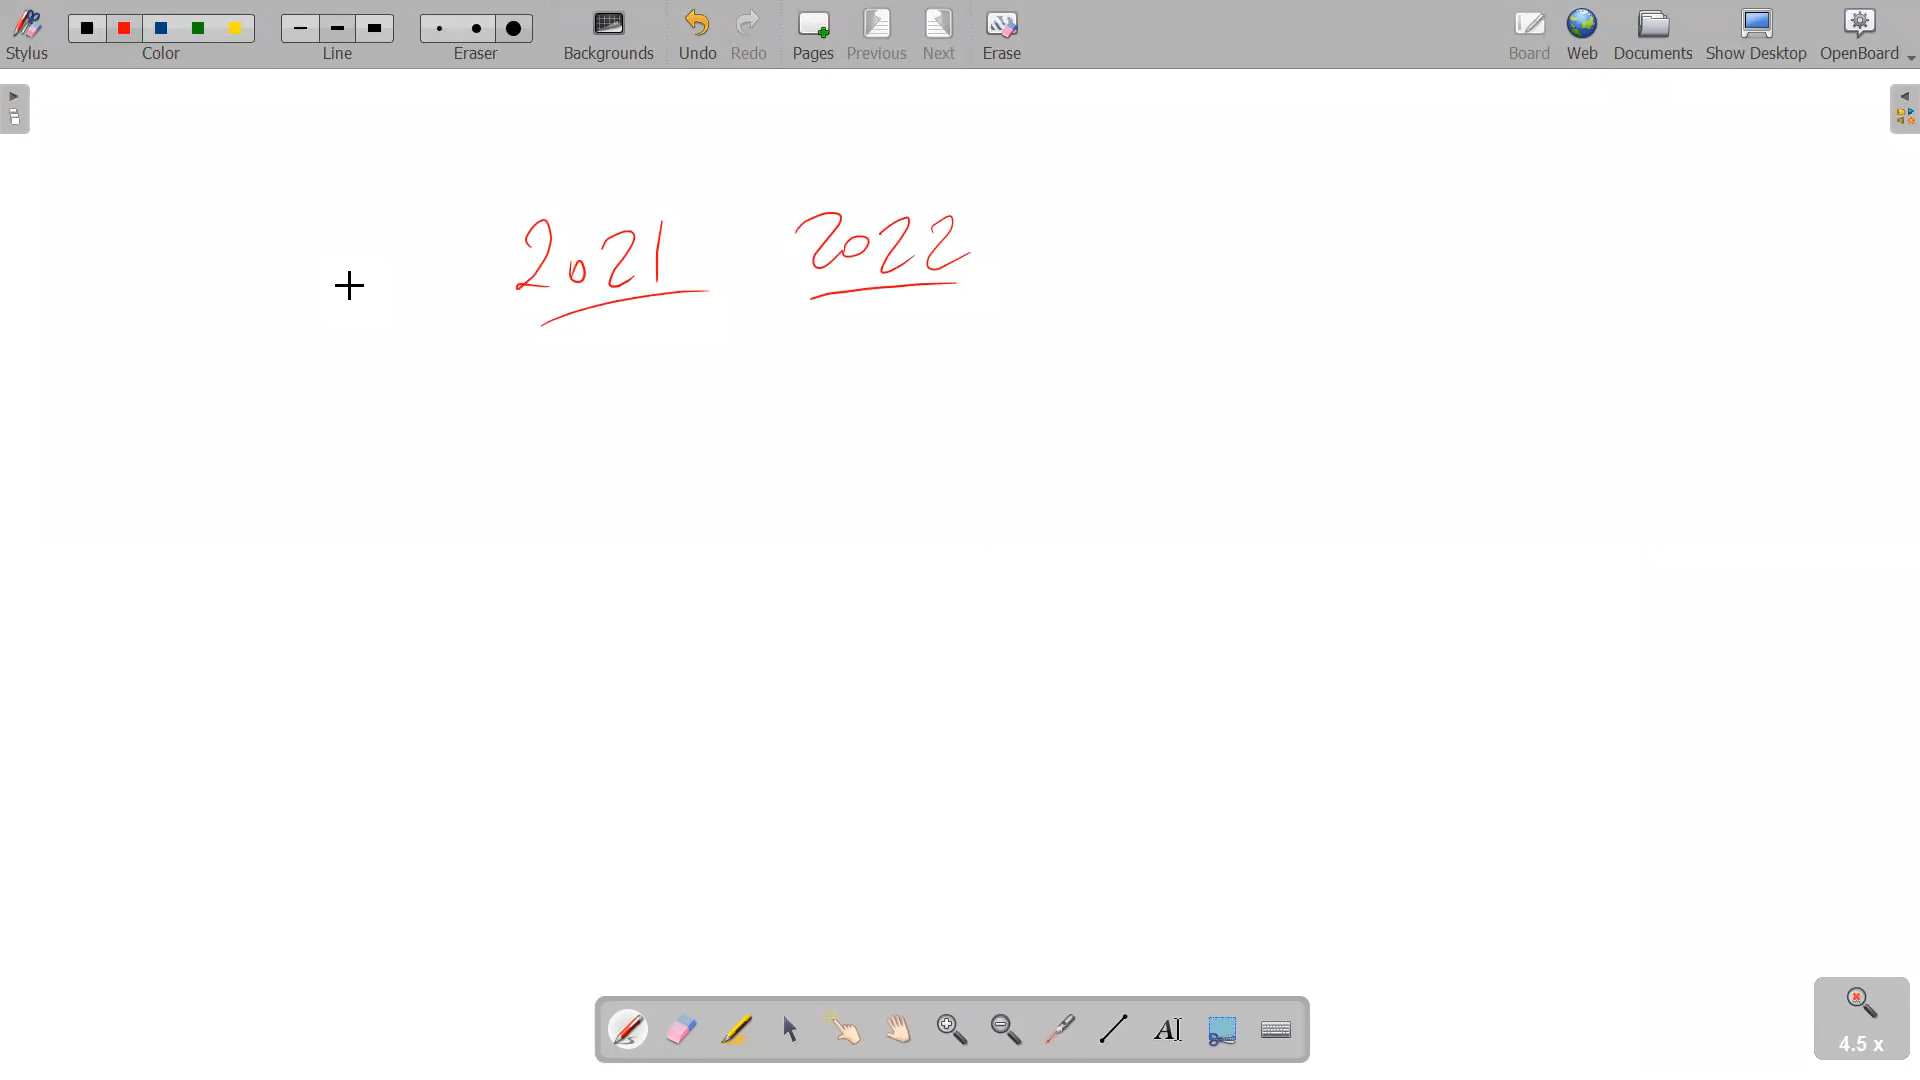 Stylus Color Line Eraser Backgrounds Undo Redo Pages Previous Next Erase Board Web Documents Show Desktop OpenBoard
2021 2022
4.5 x